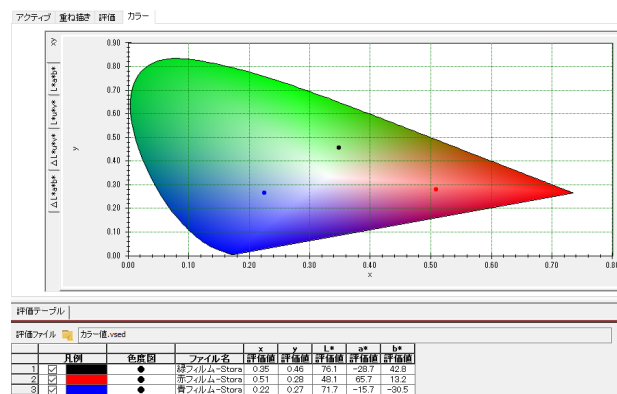 アクティブ 重ね描き 評価 カラー
xy
L*a*b*
L*u*v*
ΔL*u*v*
ΔL*a*b*
y
0.90
0.80
0.70
0.60
0.50
0.40
0.30
0.20
0.10
0.00
0.00 0.10 0.20 0.30 0.40 0.50 0.60 0.70 0.8
x
評価テーブル
評価ファイル カラー値.vsed
x y L* a* b*
凡例 色度図 ファイル名 評価値 評価値 評価値 評価値 評価値
1 緑フィルム-Stora 0.35 0.46 76.1 -28.7 42.8
2 赤フィルム-Stora 0.51 0.28 48.1 65.7 13.2
3 青フィルム-Stora 0.22 0.27 71.7 -15.7 -30.5